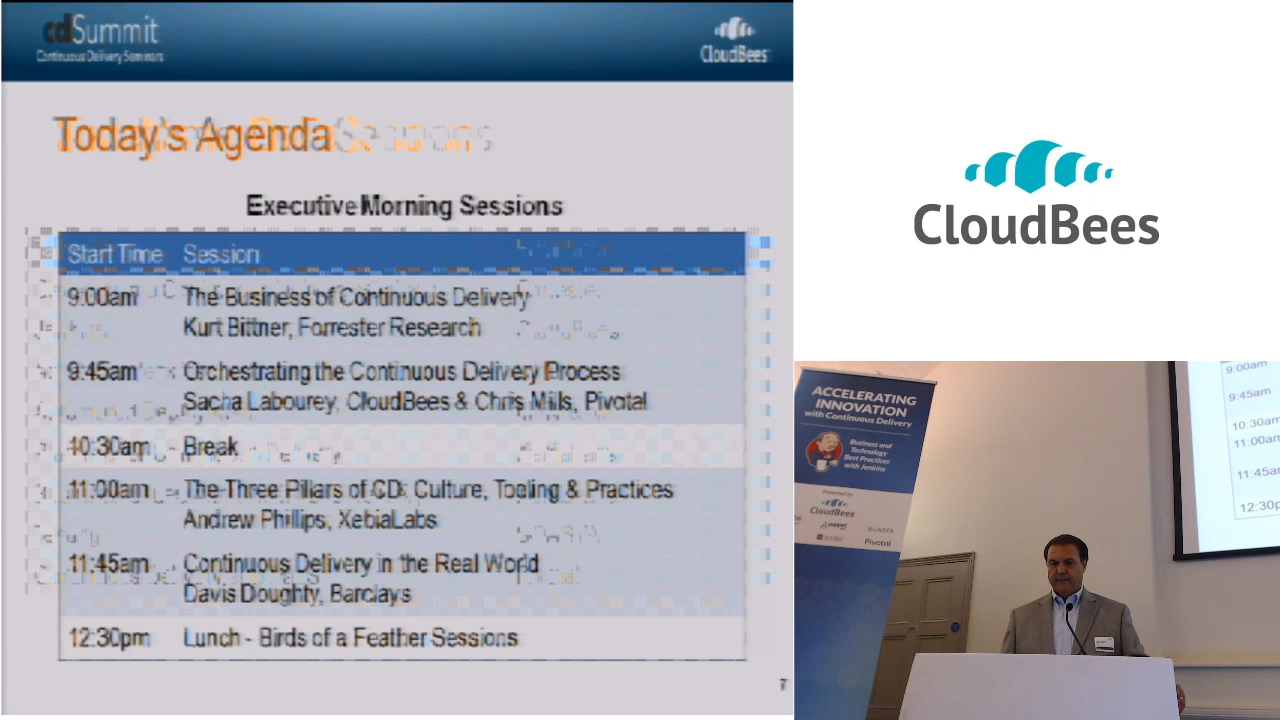 cdSummit
Continuous Delivery Seminars
CloudBees
Today's Agenda
Executive Morning Sessions
Start Time Session
9:00am The Business of Continuous Delivery
Kurt Bittner, Forrester Research
9:45am Orchestrating the Continuous Delivery Process
Sacha Labourey, CloudBees & Chris Mills, Pivotal
10:30am Break
11:00am The Three Pillars of CD: Culture, Tooling & Practices
Andrew Phillips, XebiaLabs
11:45am Continuous Delivery in the Real World
Davis Doughty, Barclays
12:30pm Lunch - Birds of a Feather Sessions
7
CloudBees
ACCELERATING
INNOVATION
with Continuous Delivery
Business and
Technology
Best Practices
with Jenkins
Presented by
CloudBees
SOASTA
Pivotal
9:00am
9:45am
10:30am
11:00am
11:45am
12:30p